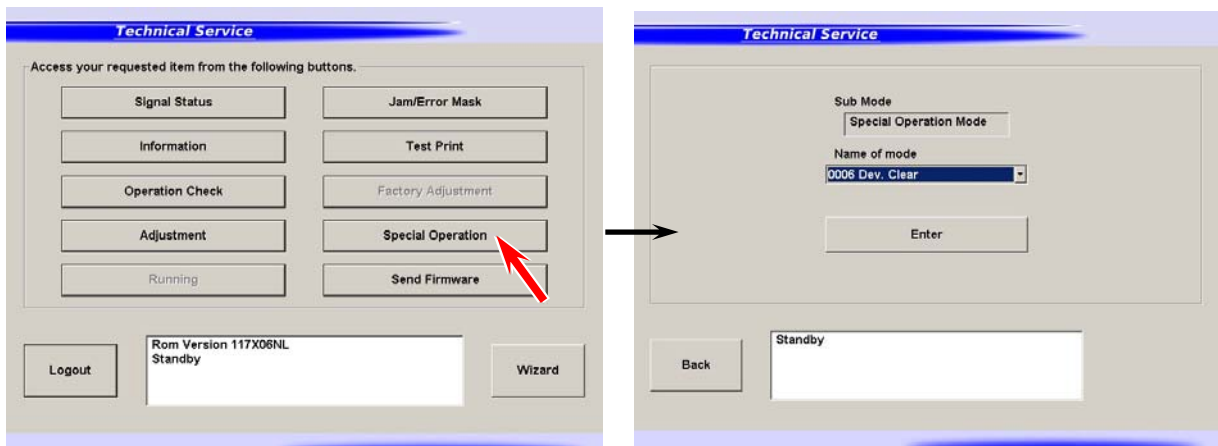 Technical Service
Access your requested item from the following buttons.
Signal Status
Jam/Error Mask
Information
Test Print
Operation Check
Factory Adjustment
Adjustment
Special Operation
Running
Send Firmware
Logout
Rom Version 117X06NL
Standby
Wizard
Technical Service
Sub Mode
Special Operation Mode
Name of mode
0006 Dev. Clear
Enter
Back
Standby